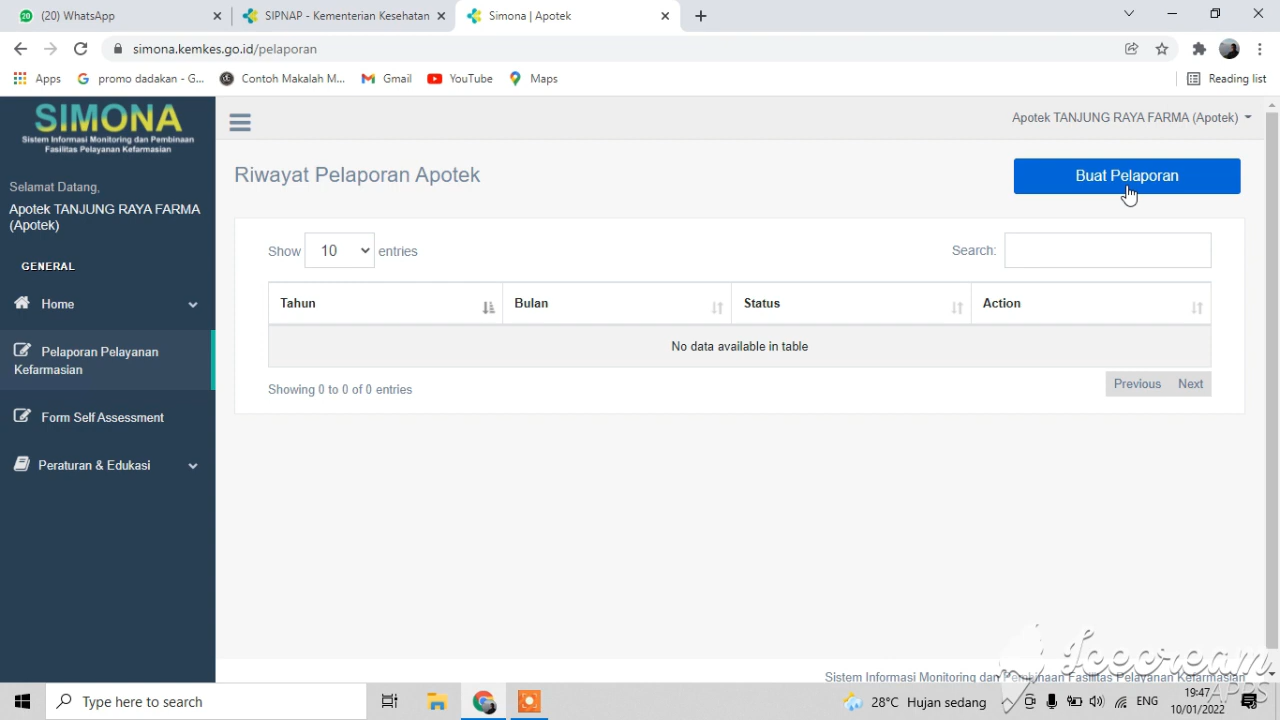 (20) WhatsApp
SIPNAP - Kementerian Kesehatan
Simona | Apotek
simona.kemkes.go.id/pelaporan
Apps
promo dadakan - G...
Contoh Makalah M...
Gmail
YouTube
Maps
Reading list
SIMONA
Sistem Informasi Monitoring dan Pembinaan
Fasilitas Pelayanan Kefarmasian
Selamat Datang,
Apotek TANJUNG RAYA FARMA
(Apotek)
GENERAL
Home
Pelaporan Pelayanan
Kefarmasian
Form Self Assessment
Peraturan & Edukasi
Apotek TANJUNG RAYA FARMA (Apotek)
Riwayat Pelaporan Apotek
Buat Pelaporan
Show 10 entries
Search:
Tahun Bulan Status Action
No data available in table
Showing 0 to 0 of 0 entries
Previous Next
Sistem Informasi Monitoring dan Pembinaan Fasilitas Pelayanan Kefarmasian
Icecream
APPS
Type here to search
28°C Hujan sedang
ENG
19:47
10/01/2022